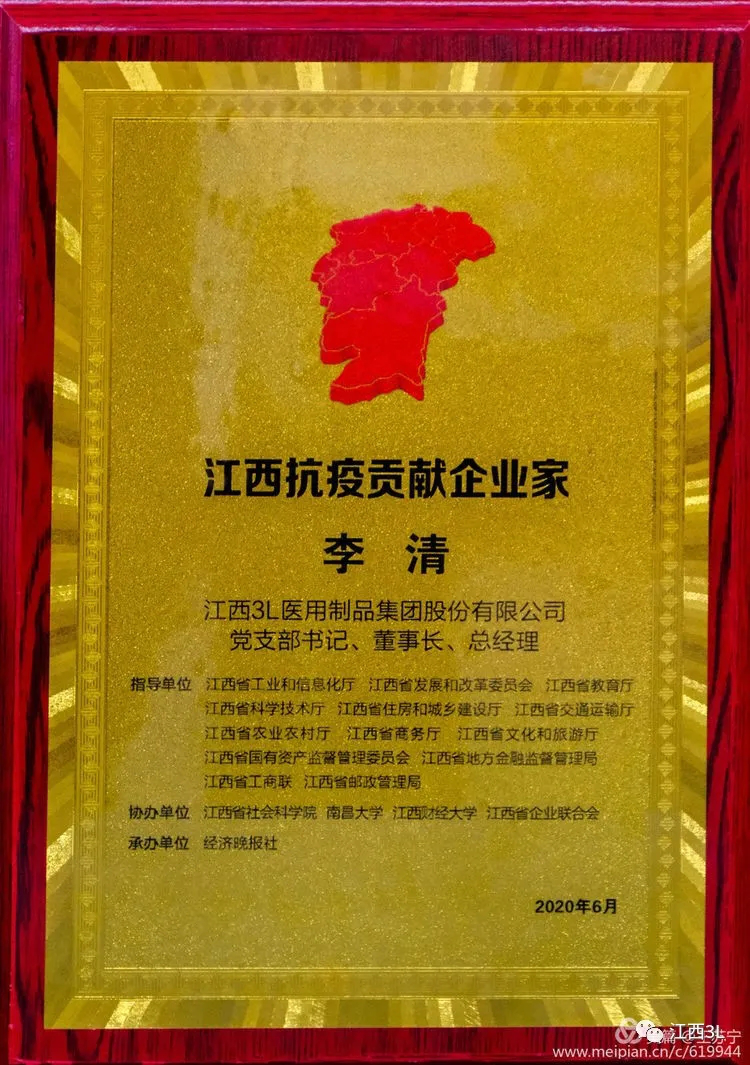 江西抗疫贡献企业家
李 清
江西3L医用制品集团股份有限公司
党支部书记、董事长、总经理
指导单位 江西省工业和信息化厅 江西省发展和改革委员会 江西省教育厅
江西省科学技术厅 江西省住房和城乡建设厅 江西省交通运输厅
江西省农业农村厅 江西省商务厅 江西省文化和旅游厅
江西省国有资产监督管理委员会 江西省地方金融监督管理局
江西省工商联 江西省邮政管理局
协办单位 江西省社会科学院 南昌大学 江西财经大学 江西省企业联合会
承办单位 经济晚报社
2020年6月
江西3L
www.meipian.cn/c/619944